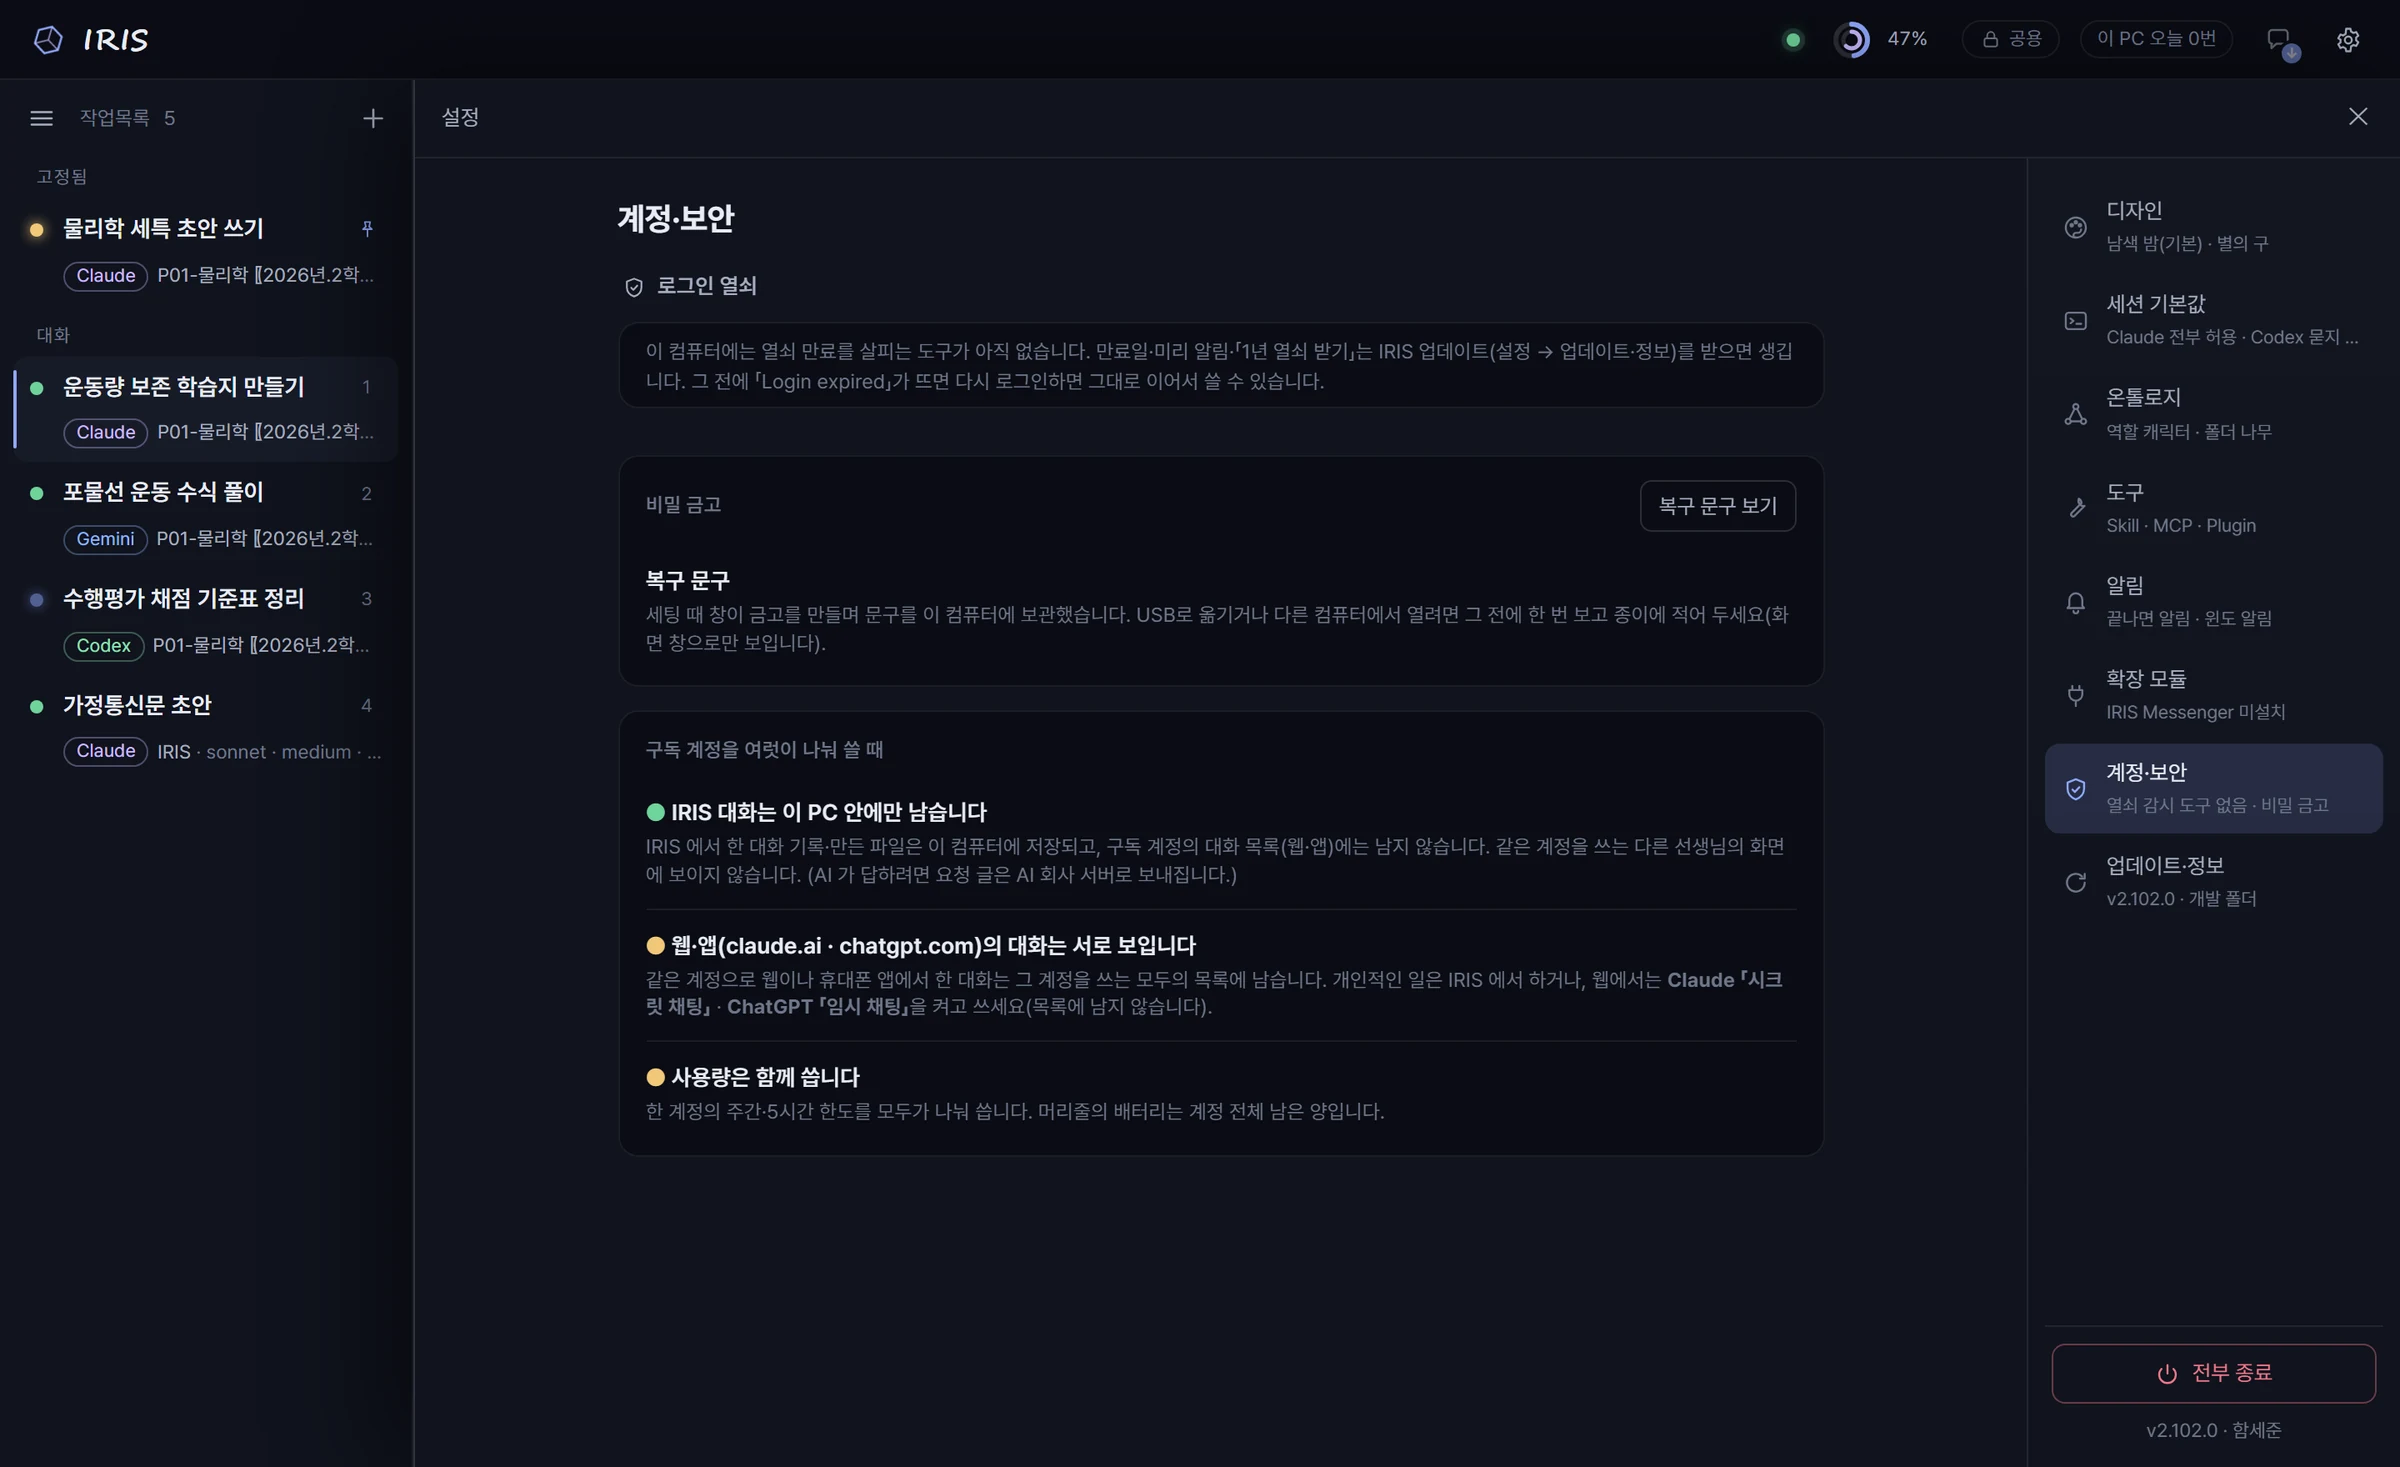 IRIS
47%
공용
이 PC 오늘 0번
작업목록 5
고정됨
물리학 세특 초안 쓰기
Claude P01-물리학 〖2026년.2학...
대화
운동량 보존 학습지 만들기 1
Claude P01-물리학 〖2026년.2학...
포물선 운동 수식 풀이 2
Gemini P01-물리학 〖2026년.2학...
수행평가 채점 기준표 정리 3
Codex P01-물리학 〖2026년.2학...
가정통신문 초안 4
Claude IRIS · sonnet · medium · ...
설정
계정·보안
로그인 열쇠
이 컴퓨터에는 열쇠 만료를 살피는 도구가 아직 없습니다. 만료일·미리 알림·「1년 열쇠 받기」는 IRIS 업데이트(설정 → 업데이트·정보)를 받으면 생깁
니다. 그 전에 「Login expired」가 뜨면 다시 로그인하면 그대로 이어서 쓸 수 있습니다.
비밀 금고
복구 문구 보기
복구 문구
세팅 때 창이 금고를 만들며 문구를 이 컴퓨터에 보관했습니다. USB로 옮기거나 다른 컴퓨터에서 열려면 그 전에 한 번 보고 종이에 적어 두세요(화
면 창으로만 보입니다).
구독 계정을 여럿이 나눠 쓸 때
IRIS 대화는 이 PC 안에만 남습니다
IRIS 에서 한 대화 기록·만든 파일은 이 컴퓨터에 저장되고, 구독 계정의 대화 목록(웹·앱)에는 남지 않습니다. 같은 계정을 쓰는 다른 선생님의 화면
에 보이지 않습니다. (AI 가 답하려면 요청 글은 AI 회사 서버로 보내집니다.)
웹·앱(claude.ai · chatgpt.com)의 대화는 서로 보입니다
같은 계정으로 웹이나 휴대폰 앱에서 한 대화는 그 계정을 쓰는 모두의 목록에 남습니다. 개인적인 일은 IRIS 에서 하거나, 웹에서는 Claude 「시크
릿 채팅」 · ChatGPT 「임시 채팅」을 켜고 쓰세요(목록에 남지 않습니다).
사용량은 함께 씁니다
한 계정의 주간·5시간 한도를 모두가 나눠 씁니다. 머리줄의 배터리는 계정 전체 남은 양입니다.
디자인
남색 밤(기본) · 별의 구
세션 기본값
Claude 전부 허용 · Codex 묻지 ...
온톨로지
역할 캐릭터 · 폴더 나무
도구
Skill · MCP · Plugin
알림
끝나면 알림 · 윈도 알림
확장 모듈
IRIS Messenger 미설치
계정·보안
열쇠 감시 도구 없음 · 비밀 금고
업데이트·정보
v2.102.0 · 개발 폴더
전부 종료
v2.102.0 · 함세준